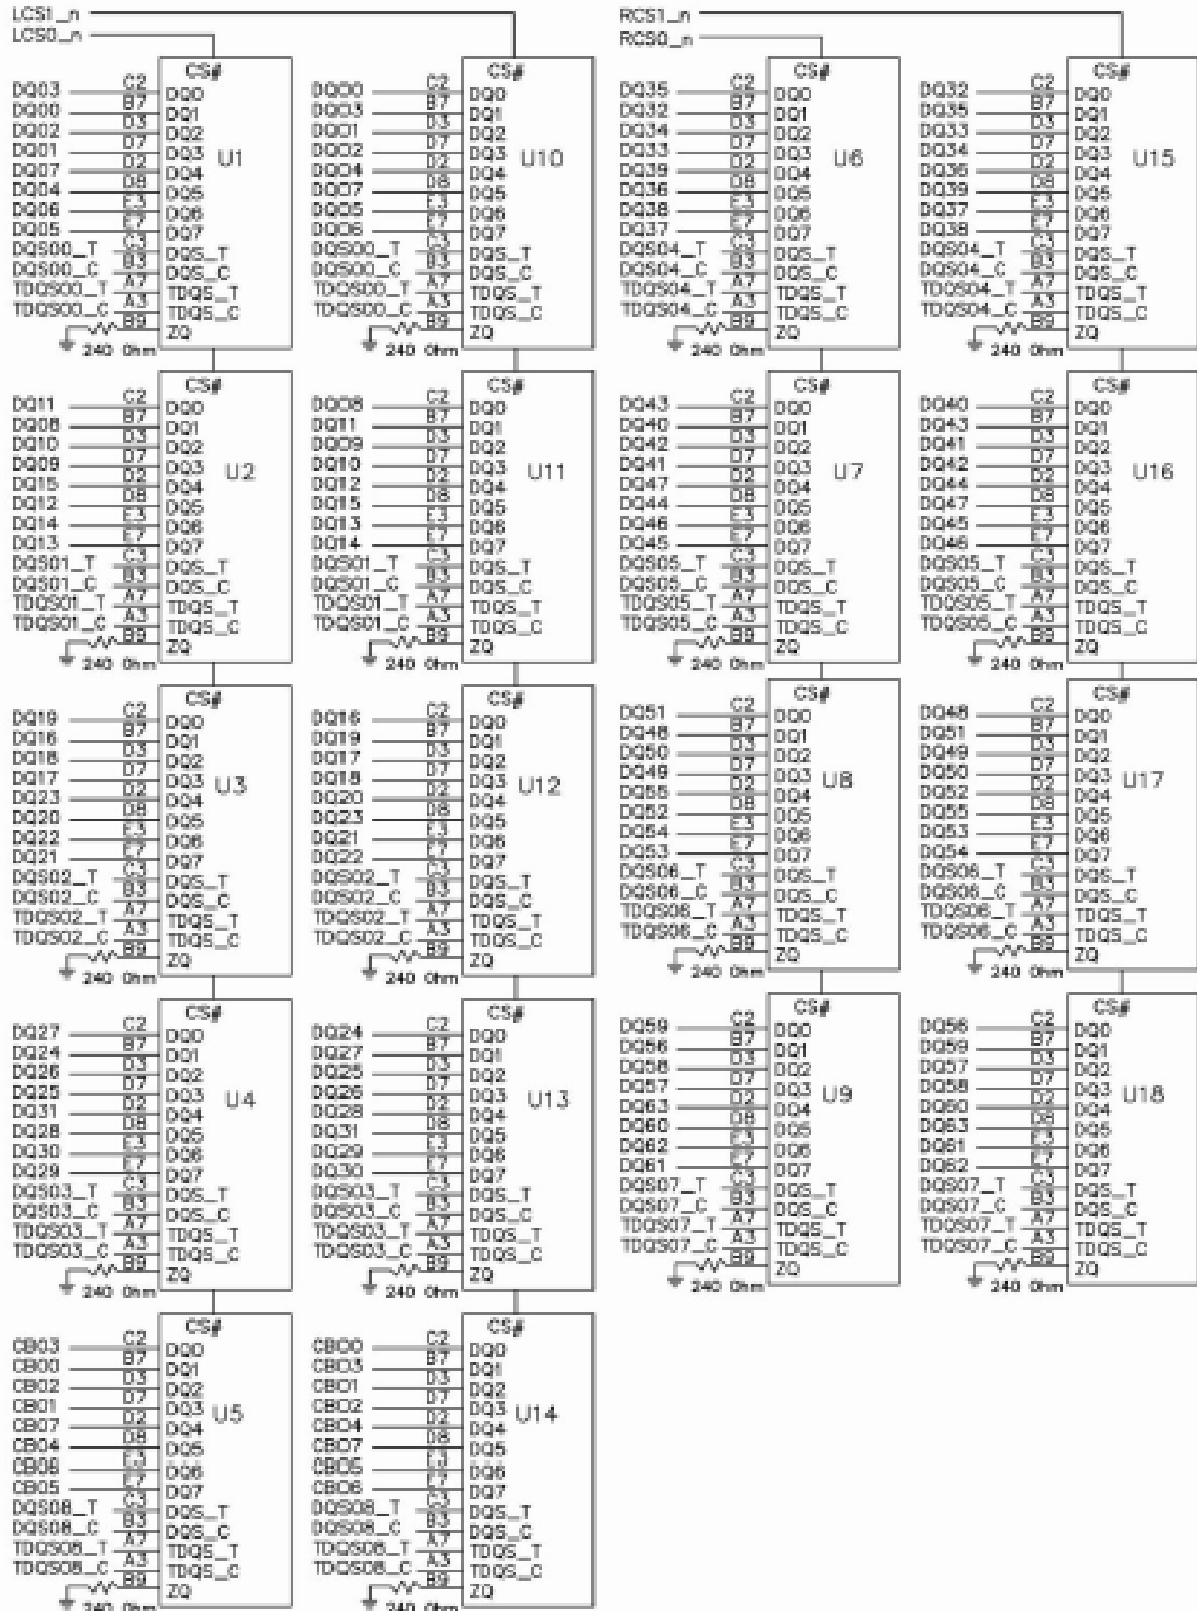 LCS1_n
LCS0_n
CS#
DQ03 C2 DQ0
DQ00 B7 DQ1
DQ02 D3 DQ2
DQ01 D7 DQ3
U1
DQ07 D2 DQ4
DQ04 D8 DQ5
DQ06 E3 DQ6
DQ05 E7 DQ7
DQS00_T C3 DQS_T
DQS00_C B3 DQS_C
TDQS00_T A7 TDQS_T
TDQS00_C A3 TDQS_C
B9 ZQ
240 Ohm
CS#
DQ11 C2 DQ0
DQ08 B7 DQ1
DQ10 D3 DQ2
DQ09 D7 DQ3
U2
DQ15 D2 DQ4
DQ12 D8 DQ5
DQ14 E3 DQ6
DQ13 E7 DQ7
DQS01_T C3 DQS_T
DQS01_C B3 DQS_C
TDQS01_T A7 TDQS_T
TDQS01_C A3 TDQS_C
B9 ZQ
240 Ohm
CS#
DQ19 C2 DQ0
DQ16 B7 DQ1
DQ18 D3 DQ2
DQ17 D7 DQ3
U3
DQ23 D2 DQ4
DQ20 D8 DQ5
DQ22 E3 DQ6
DQ21 E7 DQ7
DQS02_T C3 DQS_T
DQS02_C B3 DQS_C
TDQS02_T A7 TDQS_T
TDQS02_C A3 TDQS_C
B9 ZQ
240 Ohm
CS#
DQ27 C2 DQ0
DQ24 B7 DQ1
DQ26 D3 DQ2
DQ25 D7 DQ3
U4
DQ31 D2 DQ4
DQ28 D8 DQ5
DQ30 E3 DQ6
DQ29 E7 DQ7
DQS03_T C3 DQS_T
DQS03_C B3 DQS_C
TDQS03_T A7 TDQS_T
TDQS03_C A3 TDQS_C
B9 ZQ
240 Ohm
CS#
CB03 C2 DQ0
CB00 B7 DQ1
CB02 D3 DQ2
CB01 D7 DQ3
U5
CB07 D2 DQ4
CB04 D8 DQ5
CB06 E3 DQ6
CB05 E7 DQ7
DQS08_T C3 DQS_T
DQS08_C B3 DQS_C
TDQS08_T A7 TDQS_T
TDQS08_C A3 TDQS_C
B9 ZQ
240 Ohm
CS#
DQ00 C2 DQ0
DQ03 B7 DQ1
DQ01 D3 DQ2
DQ02 D7 DQ3
U10
DQ04 D2 DQ4
DQ07 D8 DQ5
DQ05 E3 DQ6
DQ06 E7 DQ7
DQS00_T C3 DQS_T
DQS00_C B3 DQS_C
TDQS00_T A7 TDQS_T
TDQS00_C A3 TDQS_C
B9 ZQ
240 Ohm
CS#
DQ08 C2 DQ0
DQ11 B7 DQ1
DQ09 D3 DQ2
DQ10 D7 DQ3
U11
DQ12 D2 DQ4
DQ15 D8 DQ5
DQ13 E3 DQ6
DQ14 E7 DQ7
DQS01_T C3 DQS_T
DQS01_C B3 DQS_C
TDQS01_T A7 TDQS_T
TDQS01_C A3 TDQS_C
B9 ZQ
240 Ohm
CS#
DQ16 C2 DQ0
DQ19 B7 DQ1
DQ17 D3 DQ2
DQ18 D7 DQ3
U12
DQ20 D2 DQ4
DQ23 D8 DQ5
DQ21 E3 DQ6
DQ22 E7 DQ7
DQS02_T C3 DQS_T
DQS02_C B3 DQS_C
TDQS02_T A7 TDQS_T
TDQS02_C A3 TDQS_C
B9 ZQ
240 Ohm
CS#
DQ24 C2 DQ0
DQ27 B7 DQ1
DQ25 D3 DQ2
DQ26 D7 DQ3
U13
DQ28 D2 DQ4
DQ31 D8 DQ5
DQ29 E3 DQ6
DQ30 E7 DQ7
DQS03_T C3 DQS_T
DQS03_C B3 DQS_C
TDQS03_T A7 TDQS_T
TDQS03_C A3 TDQS_C
B9 ZQ
240 Ohm
CS#
CB00 C2 DQ0
CB03 B7 DQ1
CB01 D3 DQ2
CB02 D7 DQ3
U14
CB04 D2 DQ4
CB07 D8 DQ5
CB05 E3 DQ6
CB06 E7 DQ7
DQS08_T C3 DQS_T
DQS08_C B3 DQS_C
TDQS08_T A7 TDQS_T
TDQS08_C A3 TDQS_C
B9 ZQ
240 Ohm
RCS1_n
RCS0_n
CS#
DQ35 C2 DQ0
DQ32 B7 DQ1
DQ34 D3 DQ2
DQ33 D7 DQ3
U6
DQ39 D2 DQ4
DQ36 D8 DQ5
DQ38 E3 DQ6
DQ37 E7 DQ7
DQS04_T C3 DQS_T
DQS04_C B3 DQS_C
TDQS04_T A7 TDQS_T
TDQS04_C A3 TDQS_C
B9 ZQ
240 Ohm
CS#
DQ43 C2 DQ0
DQ40 B7 DQ1
DQ42 D3 DQ2
DQ41 D7 DQ3
U7
DQ47 D2 DQ4
DQ44 D8 DQ5
DQ46 E3 DQ6
DQ45 E7 DQ7
DQS05_T C3 DQS_T
DQS05_C B3 DQS_C
TDQS05_T A7 TDQS_T
TDQS05_C A3 TDQS_C
B9 ZQ
240 Ohm
CS#
DQ51 C2 DQ0
DQ48 B7 DQ1
DQ50 D3 DQ2
DQ49 D7 DQ3
U8
DQ55 D2 DQ4
DQ52 D8 DQ5
DQ54 E3 DQ6
DQ53 E7 DQ7
DQS06_T C3 DQS_T
DQS06_C B3 DQS_C
TDQS06_T A7 TDQS_T
TDQS06_C A3 TDQS_C
B9 ZQ
240 Ohm
CS#
DQ59 C2 DQ0
DQ56 B7 DQ1
DQ58 D3 DQ2
DQ57 D7 DQ3
U9
DQ63 D2 DQ4
DQ60 D8 DQ5
DQ62 E3 DQ6
DQ61 E7 DQ7
DQS07_T C3 DQS_T
DQS07_C B3 DQS_C
TDQS07_T A7 TDQS_T
TDQS07_C A3 TDQS_C
B9 ZQ
240 Ohm
CS#
DQ32 C2 DQ0
DQ35 B7 DQ1
DQ33 D3 DQ2
DQ34 D7 DQ3
U15
DQ36 D2 DQ4
DQ39 D8 DQ5
DQ37 E3 DQ6
DQ38 E7 DQ7
DQS04_T C3 DQS_T
DQS04_C B3 DQS_C
TDQS04_T A7 TDQS_T
TDQS04_C A3 TDQS_C
B9 ZQ
240 Ohm
CS#
DQ40 C2 DQ0
DQ43 B7 DQ1
DQ41 D3 DQ2
DQ42 D7 DQ3
U16
DQ44 D2 DQ4
DQ47 D8 DQ5
DQ45 E3 DQ6
DQ46 E7 DQ7
DQS05_T C3 DQS_T
DQS05_C B3 DQS_C
TDQS05_T A7 TDQS_T
TDQS05_C A3 TDQS_C
B9 ZQ
240 Ohm
CS#
DQ48 C2 DQ0
DQ51 B7 DQ1
DQ49 D3 DQ2
DQ50 D7 DQ3
U17
DQ52 D2 DQ4
DQ55 D8 DQ5
DQ53 E3 DQ6
DQ54 E7 DQ7
DQS06_T C3 DQS_T
DQS06_C B3 DQS_C
TDQS06_T A7 TDQS_T
TDQS06_C A3 TDQS_C
B9 ZQ
240 Ohm
CS#
DQ56 C2 DQ0
DQ59 B7 DQ1
DQ57 D3 DQ2
DQ58 D7 DQ3
U18
DQ60 D2 DQ4
DQ63 D8 DQ5
DQ61 E3 DQ6
DQ62 E7 DQ7
DQS07_T C3 DQS_T
DQS07_C B3 DQS_C
TDQS07_T A7 TDQS_T
TDQS07_C A3 TDQS_C
B9 ZQ
240 Ohm